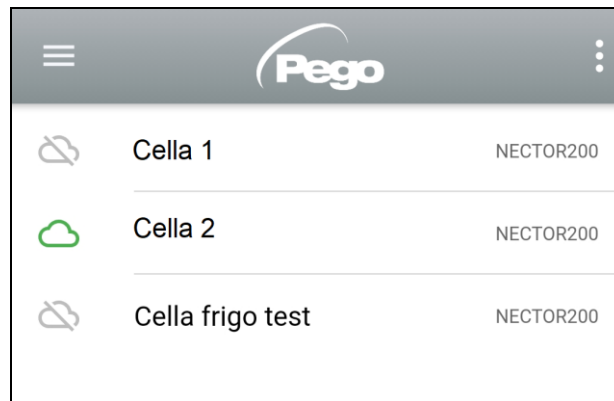 Pego
Cella 1 NECTOR200
Cella 2 NECTOR200
Cella frigo test NECTOR200